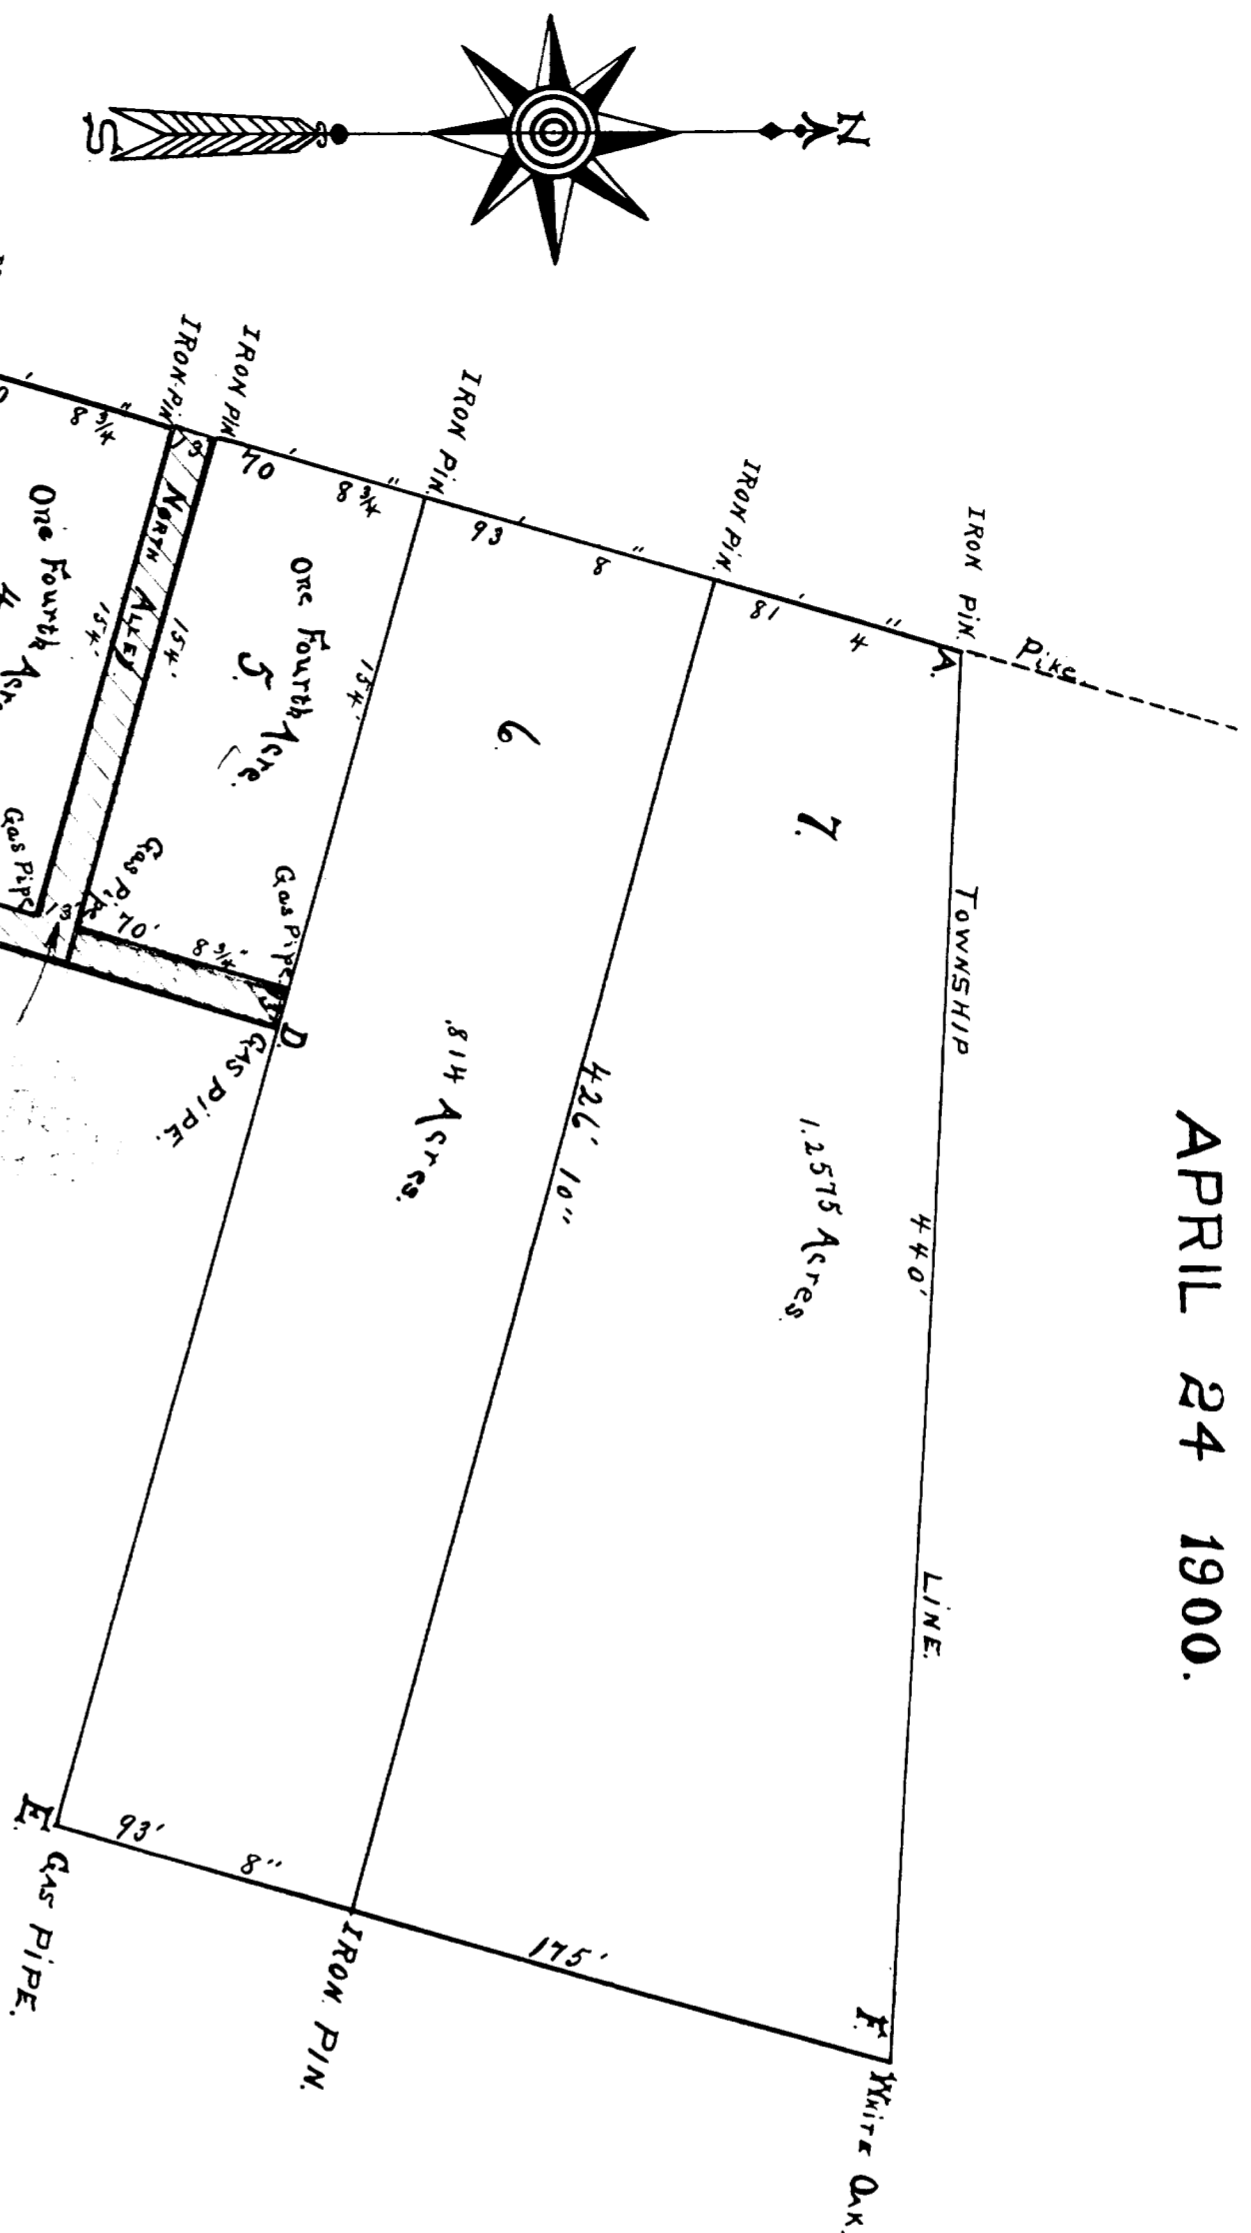 APRIL 24 1900.
N
S
Pike
IRON PIN.
A.
TOWNSHIP LINE.
440'
F.
WHITE OAK.
81' 4"
7.
1.2575 Acres.
175'
IRON PIN.
426' 10"
IRON PIN.
93' 8"
6.
.814 Acres.
93' 8"
IRON PIN.
154'
Gas Pipe.
D.
GAS PIPE.
E.
GAS PIPE.
70' 8 3/4"
One Fourth Acre.
5.
70' 8 3/4"
Gas Pipe
IRON PIN
154'
13
NORTH ALLEY.
13
154'
IRON PIN
8 3/4"
One Fourth Acre
4
Gas Pipe